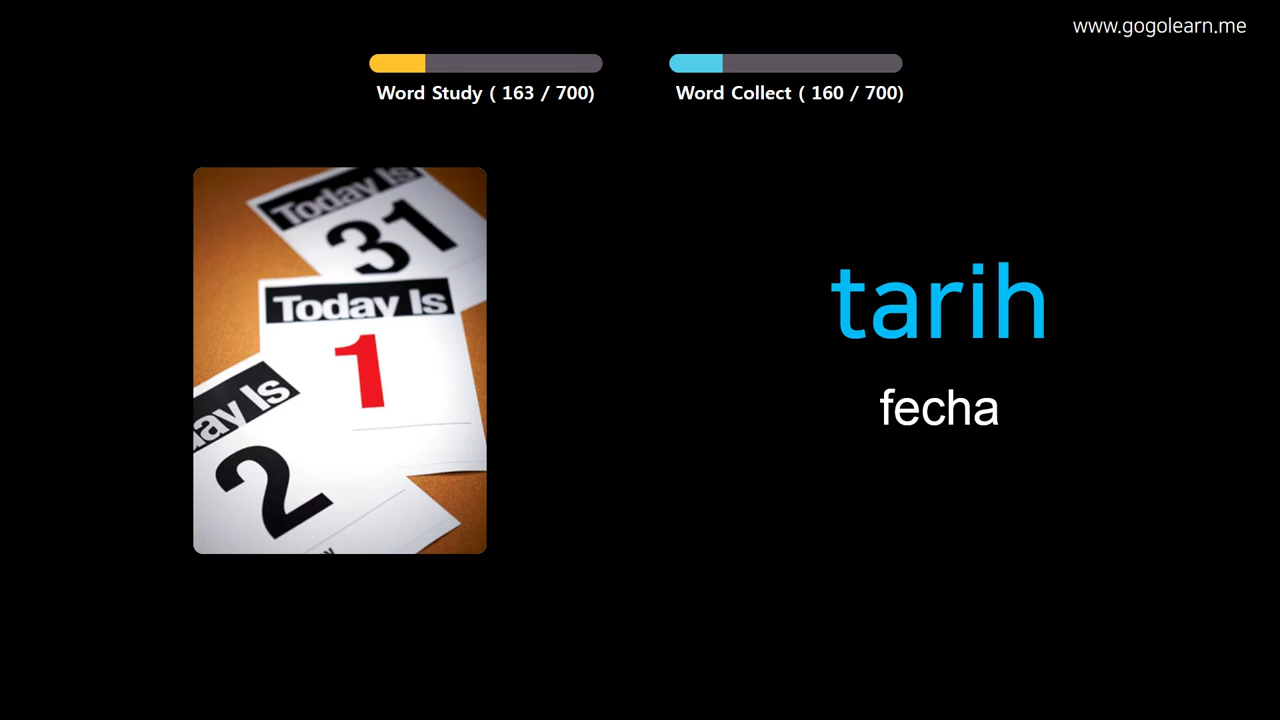 www.gogolearn.me
Word Study ( 163 / 700)
Word Collect ( 160 / 700)
Today Is
31
Today Is
1
ay Is
2
tarih
fecha